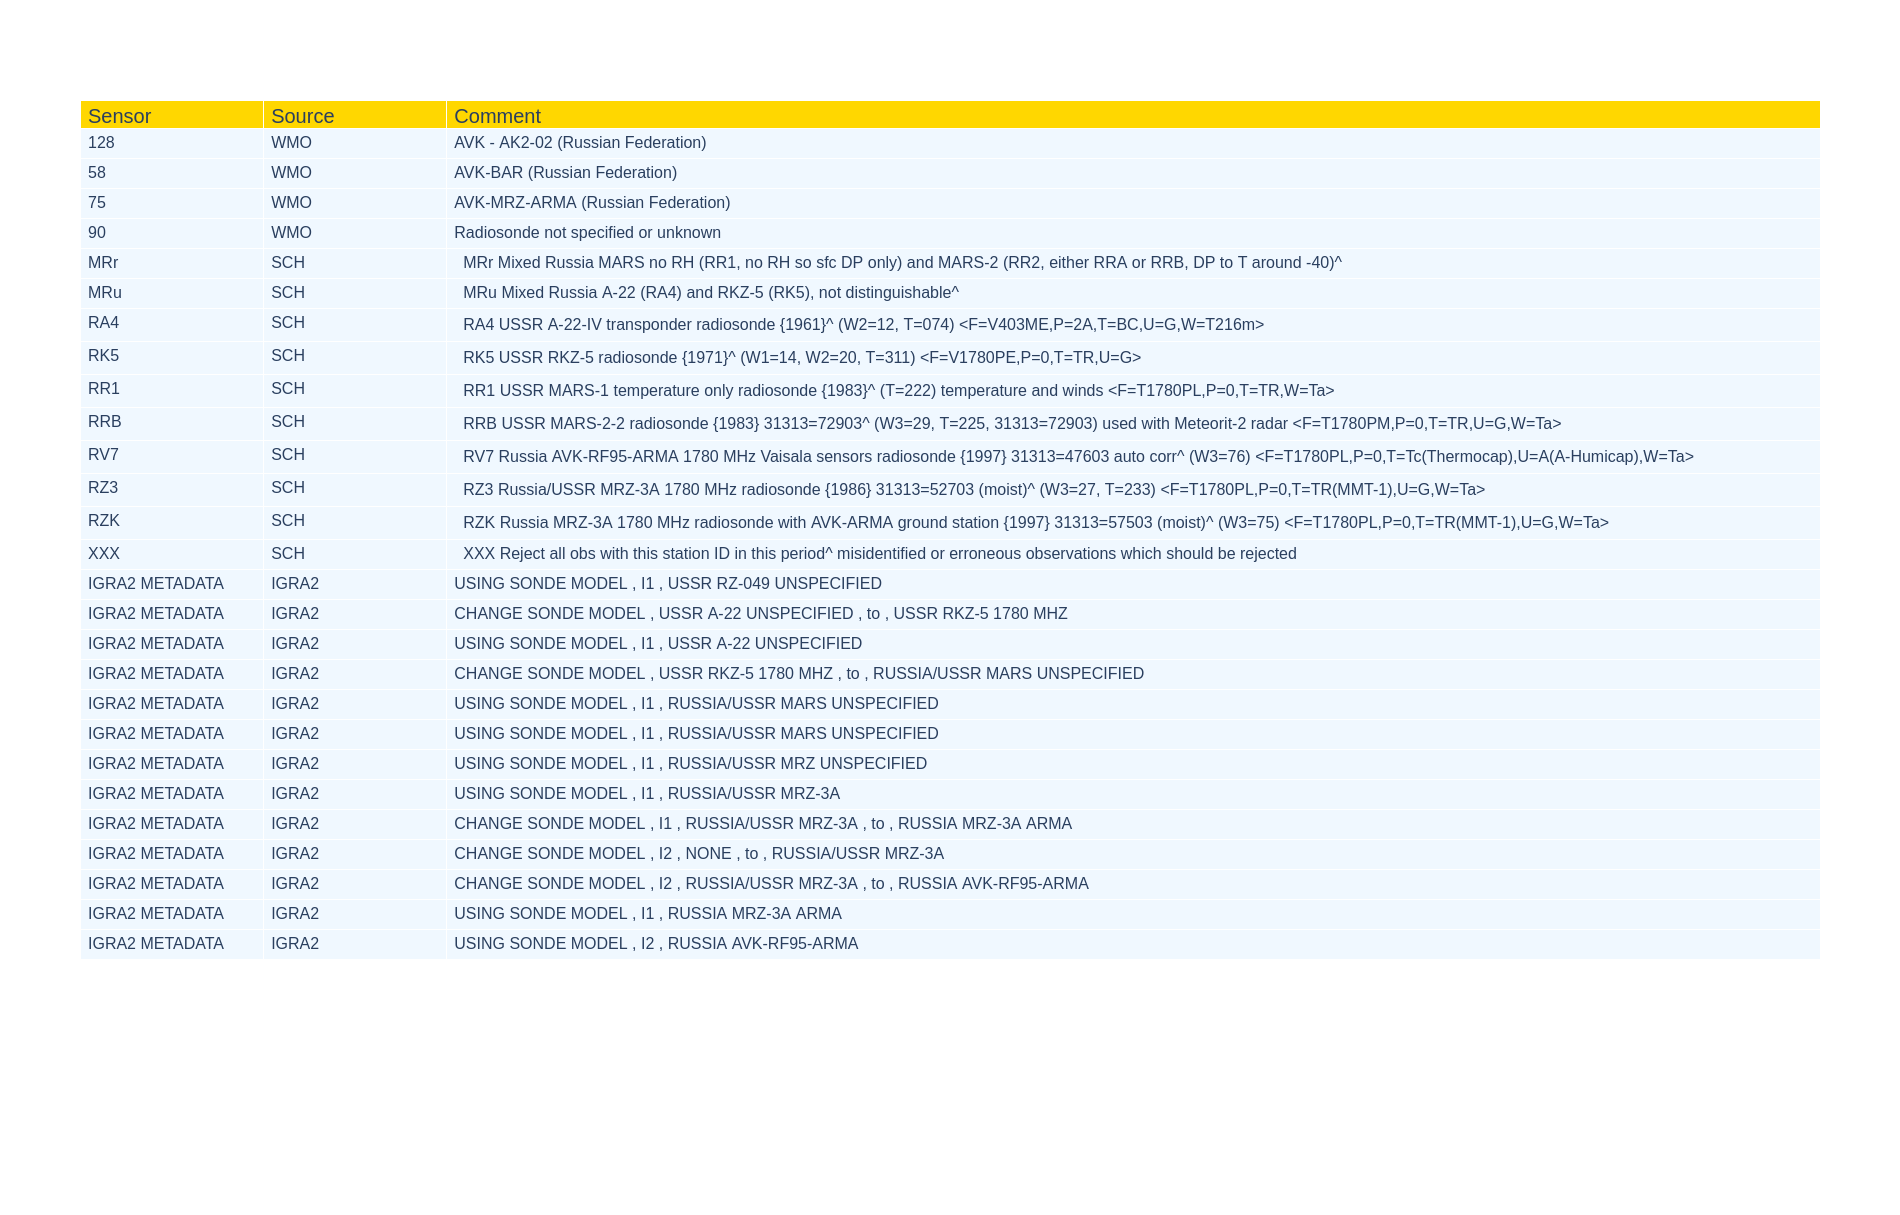 Sensor Source Comment
128 WMO AVK - AK2-02 (Russian Federation)
58 WMO AVK-BAR (Russian Federation)
75 WMO AVK-MRZ-ARMA (Russian Federation)
90 WMO Radiosonde not specified or unknown
MRr SCH MRr Mixed Russia MARS no RH (RR1, no RH so sfc DP only) and MARS-2 (RR2, either RRA or RRB, DP to T around -40)^
MRu SCH MRu Mixed Russia A-22 (RA4) and RKZ-5 (RK5), not distinguishable^
RA4 SCH RA4 USSR A-22-IV transponder radiosonde {1961}^ (W2=12, T=074) <F=V403ME,P=2A,T=BC,U=G,W=T216m>
RK5 SCH RK5 USSR RKZ-5 radiosonde {1971}^ (W1=14, W2=20, T=311) <F=V1780PE,P=0,T=TR,U=G>
RR1 SCH RR1 USSR MARS-1 temperature only radiosonde {1983}^ (T=222) temperature and winds <F=T1780PL,P=0,T=TR,W=Ta>
RRB SCH RRB USSR MARS-2-2 radiosonde {1983} 31313=72903^ (W3=29, T=225, 31313=72903) used with Meteorit-2 radar <F=T1780PM,P=0,T=TR,U=G,W=Ta>
RV7 SCH RV7 Russia AVK-RF95-ARMA 1780 MHz Vaisala sensors radiosonde {1997} 31313=47603 auto corr^ (W3=76) <F=T1780PL,P=0,T=Tc(Thermocap),U=A(A-Humicap),W=Ta>
RZ3 SCH RZ3 Russia/USSR MRZ-3A 1780 MHz radiosonde {1986} 31313=52703 (moist)^ (W3=27, T=233) <F=T1780PL,P=0,T=TR(MMT-1),U=G,W=Ta>
RZK SCH RZK Russia MRZ-3A 1780 MHz radiosonde with AVK-ARMA ground station {1997} 31313=57503 (moist)^ (W3=75) <F=T1780PL,P=0,T=TR(MMT-1),U=G,W=Ta>
XXX SCH XXX Reject all obs with this station ID in this period^ misidentified or erroneous observations which should be rejected
IGRA2 METADATA IGRA2 USING SONDE MODEL , I1 , USSR RZ-049 UNSPECIFIED
IGRA2 METADATA IGRA2 CHANGE SONDE MODEL , USSR A-22 UNSPECIFIED , to , USSR RKZ-5 1780 MHZ
IGRA2 METADATA IGRA2 USING SONDE MODEL , I1 , USSR A-22 UNSPECIFIED
IGRA2 METADATA IGRA2 CHANGE SONDE MODEL , USSR RKZ-5 1780 MHZ , to , RUSSIA/USSR MARS UNSPECIFIED
IGRA2 METADATA IGRA2 USING SONDE MODEL , I1 , RUSSIA/USSR MARS UNSPECIFIED
IGRA2 METADATA IGRA2 USING SONDE MODEL , I1 , RUSSIA/USSR MARS UNSPECIFIED
IGRA2 METADATA IGRA2 USING SONDE MODEL , I1 , RUSSIA/USSR MRZ UNSPECIFIED
IGRA2 METADATA IGRA2 USING SONDE MODEL , I1 , RUSSIA/USSR MRZ-3A
IGRA2 METADATA IGRA2 CHANGE SONDE MODEL , I1 , RUSSIA/USSR MRZ-3A , to , RUSSIA MRZ-3A ARMA
IGRA2 METADATA IGRA2 CHANGE SONDE MODEL , I2 , NONE , to , RUSSIA/USSR MRZ-3A
IGRA2 METADATA IGRA2 CHANGE SONDE MODEL , I2 , RUSSIA/USSR MRZ-3A , to , RUSSIA AVK-RF95-ARMA
IGRA2 METADATA IGRA2 USING SONDE MODEL , I1 , RUSSIA MRZ-3A ARMA
IGRA2 METADATA IGRA2 USING SONDE MODEL , I2 , RUSSIA AVK-RF95-ARMA